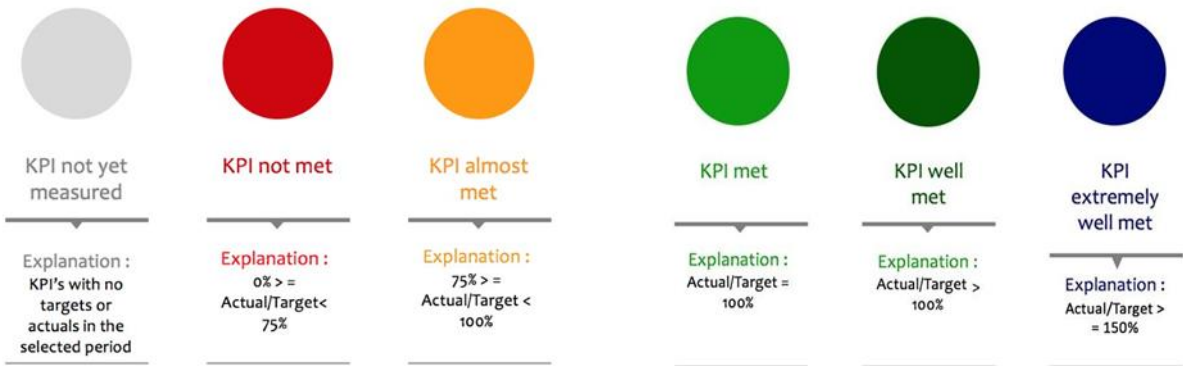 KPI not yet
measured
Explanation :
KPI's with no
targets or
actuals in the
selected period
KPI not met
Explanation :
0% > =
Actual/Target<
75%
KPI almost
met
Explanation :
75% > =
Actual/Target <
100%
KPI met
Explanation :
Actual/Target =
100%
KPI well
met
Explanation :
Actual/Target >
100%
KPI
extremely
well met
Explanation :
Actual/Target >
= 150%